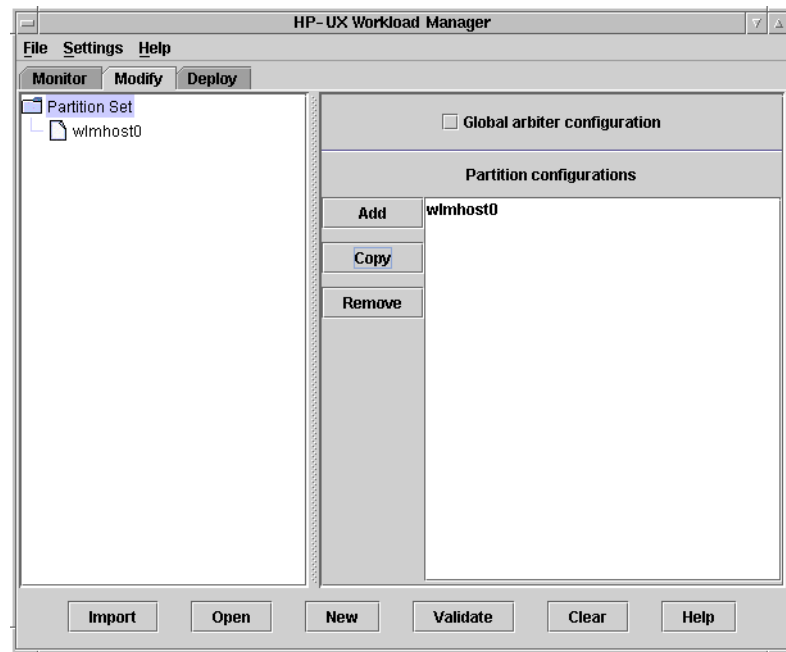 HP-UX Workload Manager
File Settings Help
Monitor Modify Deploy
Partition Set
wlmhost0
Global arbiter configuration
Partition configurations
Add
Copy
Remove
wlmhost0
Import Open New Validate Clear Help